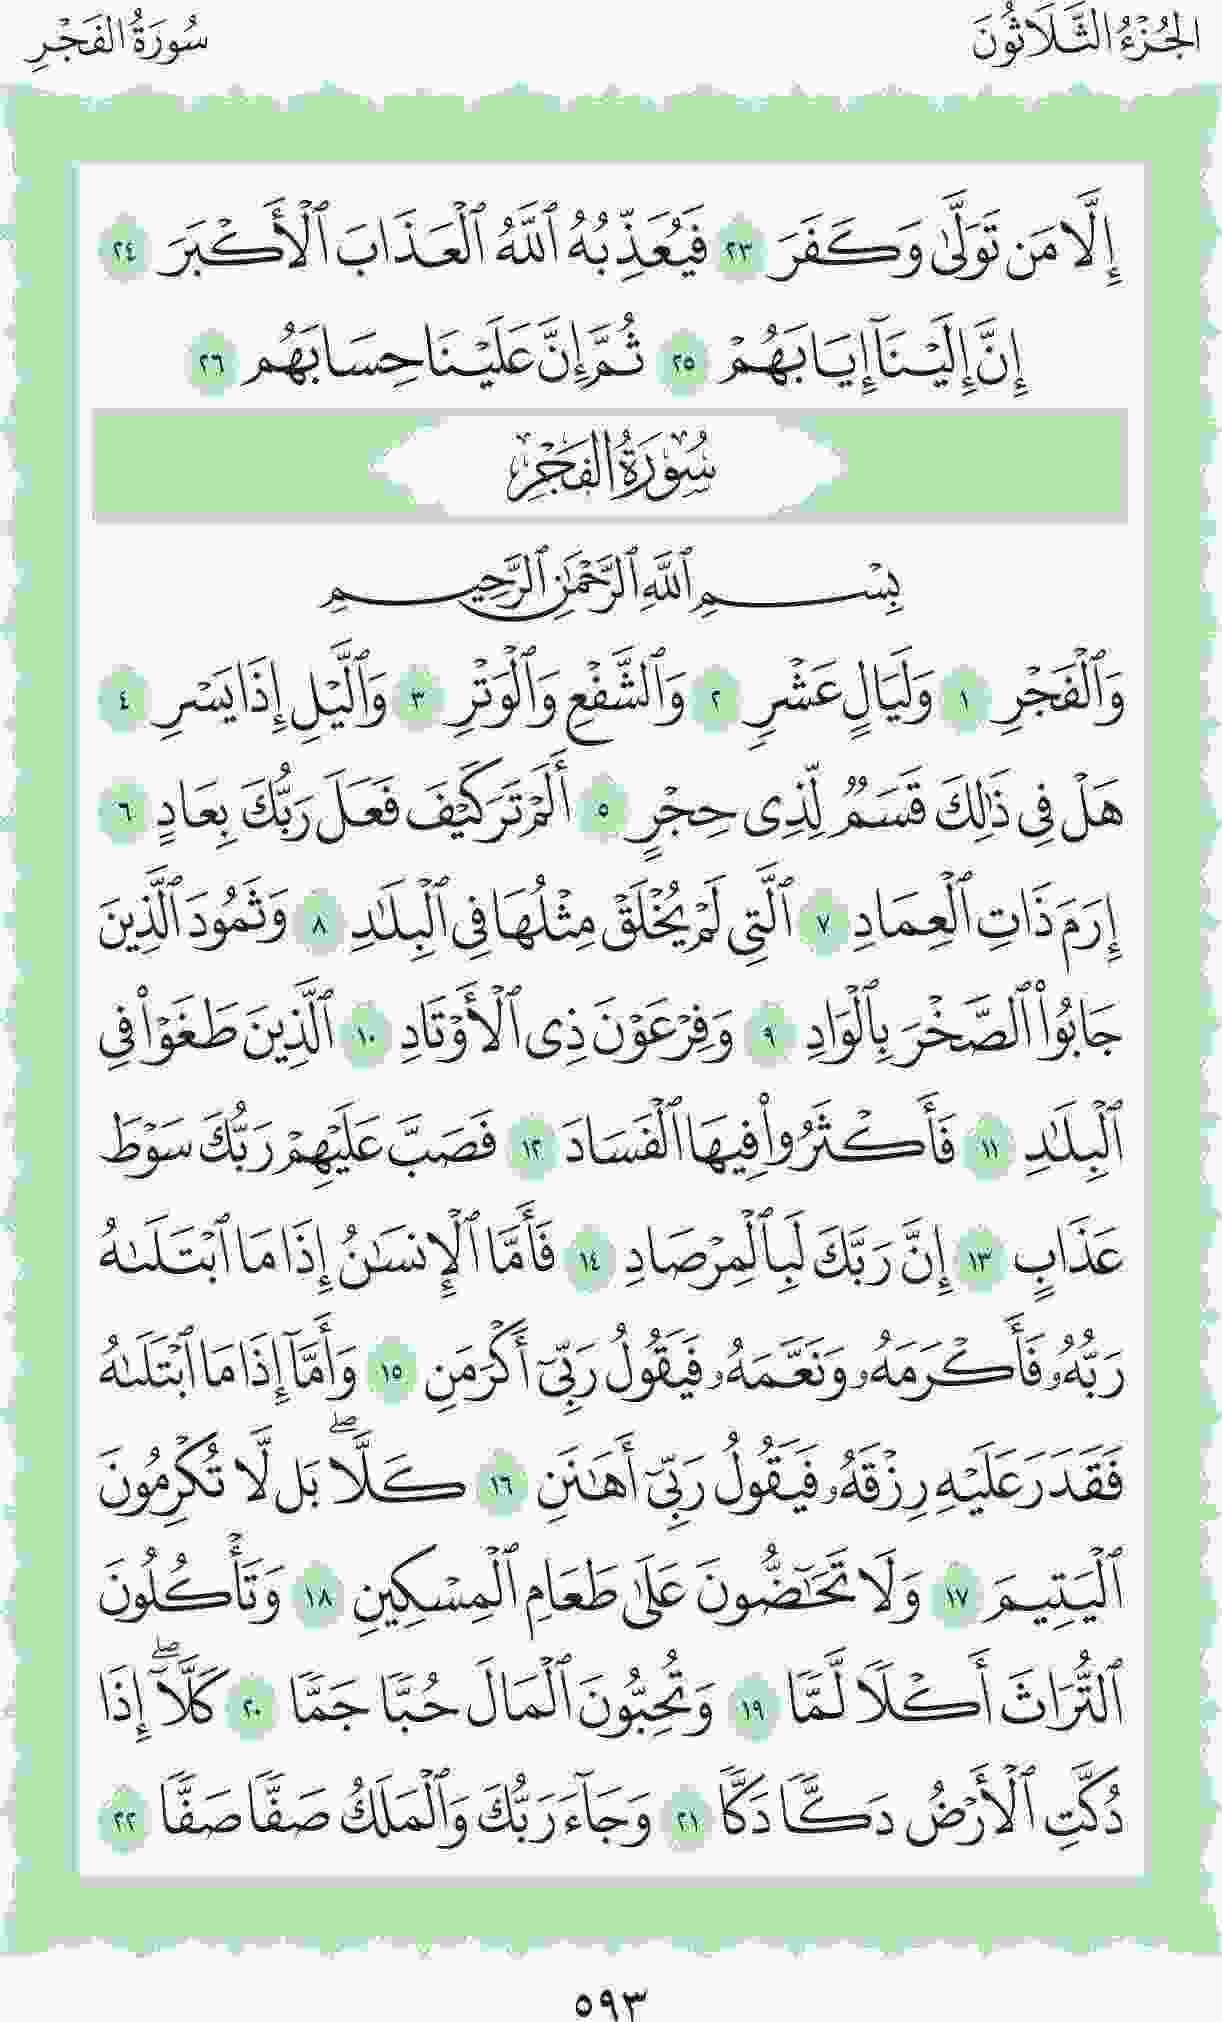 الجُزْءُ الثَّلَاثُونَ
سُورَةُ الفَجْرِ
إِلَّا مَن تَوَلَّىٰ وَكَفَرَ ٢٣ فَيُعَذِّبُهُ ٱللَّهُ ٱلْعَذَابَ ٱلْأَكْبَرَ ٢٤
إِنَّ إِلَيْنَآ إِيَابَهُمْ ٢٥ ثُمَّ إِنَّ عَلَيْنَا حِسَابَهُم ٢٦
سُورَةُ الفَجْرِ
بِسْمِ ٱللَّهِ ٱلرَّحْمَٰنِ ٱلرَّحِيمِ
وَٱلْفَجْرِ ١ وَلَيَالٍ عَشْرٍ ٢ وَٱلشَّفْعِ وَٱلْوَتْرِ ٣ وَٱلَّيْلِ إِذَا يَسْرِ ٤
هَلْ فِى ذَٰلِكَ قَسَمٌ لِّذِى حِجْرٍ ٥ أَلَمْ تَرَ كَيْفَ فَعَلَ رَبُّكَ بِعَادٍ ٦
إِرَمَ ذَاتِ ٱلْعِمَادِ ٧ ٱلَّتِى لَمْ يُخْلَقْ مِثْلُهَا فِى ٱلْبِلَٰدِ ٨ وَثَمُودَ ٱلَّذِينَ
جَابُوا۟ ٱلصَّخْرَ بِٱلْوَادِ ٩ وَفِرْعَوْنَ ذِى ٱلْأَوْتَادِ ١٠ ٱلَّذِينَ طَغَوْا۟ فِى
ٱلْبِلَٰدِ ١١ فَأَكْثَرُوا۟ فِيهَا ٱلْفَسَادَ ١٢ فَصَبَّ عَلَيْهِمْ رَبُّكَ سَوْطَ
عَذَابٍ ١٣ إِنَّ رَبَّكَ لَبِٱلْمِرْصَادِ ١٤ فَأَمَّا ٱلْإِنسَٰنُ إِذَا مَا ٱبْتَلَىٰهُ
رَبُّهُۥ فَأَكْرَمَهُۥ وَنَعَّمَهُۥ فَيَقُولُ رَبِّىٓ أَكْرَمَنِ ١٥ وَأَمَّآ إِذَا مَا ٱبْتَلَىٰهُ
فَقَدَرَ عَلَيْهِ رِزْقَهُۥ فَيَقُولُ رَبِّىٓ أَهَٰنَنِ ١٦ كَلَّا ۖ بَل لَّا تُكْرِمُونَ
ٱلْيَتِيمَ ١٧ وَلَا تَحَٰٓضُّونَ عَلَىٰ طَعَامِ ٱلْمِسْكِينِ ١٨ وَتَأْكُلُونَ
ٱلتُّرَاثَ أَكْلًا لَّمًّا ١٩ وَتُحِبُّونَ ٱلْمَالَ حُبًّا جَمًّا ٢٠ كَلَّآ ۖ إِذَا
دُكَّتِ ٱلْأَرْضُ دَكًّا دَكًّا ٢١ وَجَآءَ رَبُّكَ وَٱلْمَلَكُ صَفًّا صَفًّا ٢٢
٥٩٣